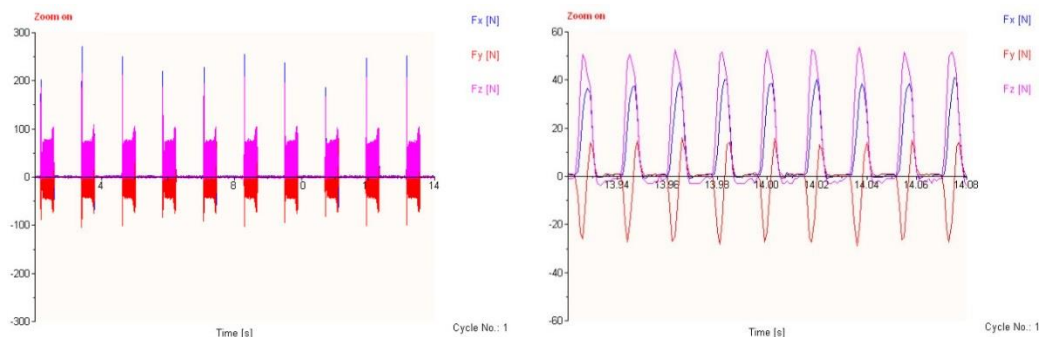 Zoom on
Fx [N]
300
Fy [N]
200
Fz [N]
100
0
4
8
0
14
-100
-200
-300
Time [s]
Cycle No.: 1
Zoom on
Fx [N]
60
Fy [N]
40
Fz [N]
20
0
13.94
13.96
13.98
14.00
14.02
14.04
14.06
14.08
-20
-40
-60
Time [s]
Cycle No.: 1